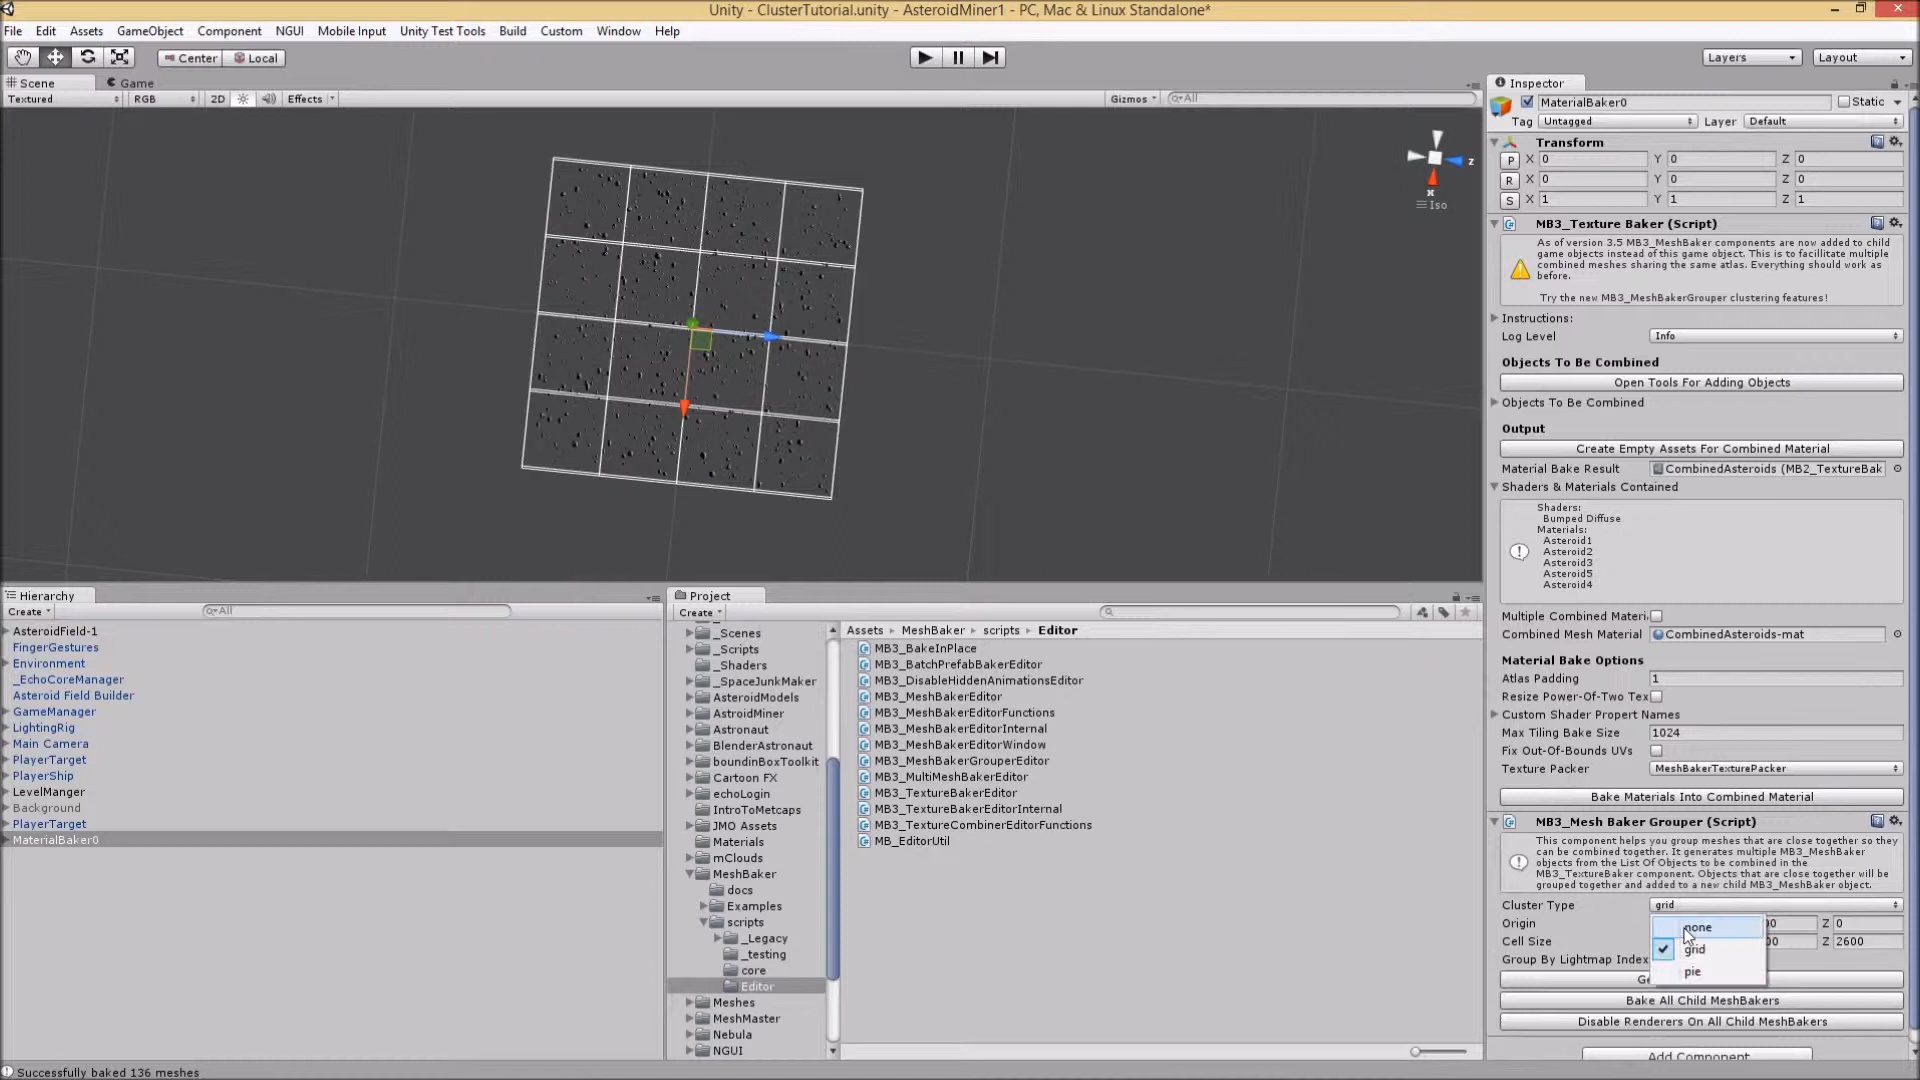 Unity - ClusterTutorial.unity - AsteroidMiner1 - PC, Mac & Linux Standalone*
File Edit Assets GameObject Component NGUI Mobile Input Unity Test Tools Build Custom Window Help
Center Local
Layers Layout
Scene Game
Textured RGB 2D Effects Gizmos All
z
x
Iso
Inspector
MaterialBaker0 Static
Tag Untagged Layer Default
Transform
P X 0 Y 0 Z 0
R X 0 Y 0 Z 0
S X 1 Y 1 Z 1
MB3_Texture Baker (Script)
As of version 3.5 MB3_MeshBaker components are now added to child
game objects instead of this game object. This is to facillitate multiple
combined meshes sharing the same atlas. Everything should work as
before.
Try the new MB3_MeshBakerGrouper clustering features!
Instructions:
Log Level Info
Objects To Be Combined
Open Tools For Adding Objects
Objects To Be Combined
Output
Create Empty Assets For Combined Material
Material Bake Result CombinedAsteroids (MB2_TextureBak
Shaders & Materials Contained
Shaders:
Bumped Diffuse
Materials:
Asteroid1
Asteroid2
Asteroid3
Asteroid5
Asteroid4
Multiple Combined Materi
Combined Mesh Material CombinedAsteroids-mat
Material Bake Options
Atlas Padding 1
Resize Power-Of-Two Tex
Custom Shader Propert Names
Max Tiling Bake Size 1024
Fix Out-Of-Bounds UVs
Texture Packer MeshBakerTexturePacker
Bake Materials Into Combined Material
MB3_Mesh Baker Grouper (Script)
This component helps you group meshes that are close together so they
can be combined together. It generates multiple MB3_MeshBaker
objects from the List Of Objects to be combined in the
MB3_TextureBaker component. Objects that are close together will be
grouped together and added to a new child MB3_MeshBaker object.
Cluster Type grid
Origin Z 0
Cell Size Z 2600
Group By Lightmap Index
none
grid
pie
Bake All Child MeshBakers
Disable Renderers On All Child MeshBakers
Add Component
Hierarchy
Create All
AsteroidField-1
FingerGestures
Environment
_EchoCoreManager
Asteroid Field Builder
GameManager
LightingRig
Main Camera
PlayerTarget
PlayerShip
LevelManger
Background
PlayerTarget
MaterialBaker0
Project
Create
_Scenes
_Scripts
_Shaders
_SpaceJunkMaker
AsteroidModels
AstroidMiner
Astronaut
BlenderAstronaut
boundinBoxToolkit
Cartoon FX
echoLogin
IntroToMetcaps
JMO Assets
Materials
mClouds
MeshBaker
docs
Examples
scripts
_Legacy
_testing
core
Editor
Meshes
MeshMaster
Nebula
NGUI
Assets MeshBaker scripts Editor
MB3_BakeInPlace
MB3_BatchPrefabBakerEditor
MB3_DisableHiddenAnimationsEditor
MB3_MeshBakerEditor
MB3_MeshBakerEditorFunctions
MB3_MeshBakerEditorInternal
MB3_MeshBakerEditorWindow
MB3_MeshBakerGrouperEditor
MB3_MultiMeshBakerEditor
MB3_TextureBakerEditor
MB3_TextureBakerEditorInternal
MB3_TextureCombinerEditorFunctions
MB_EditorUtil
Successfully baked 136 meshes